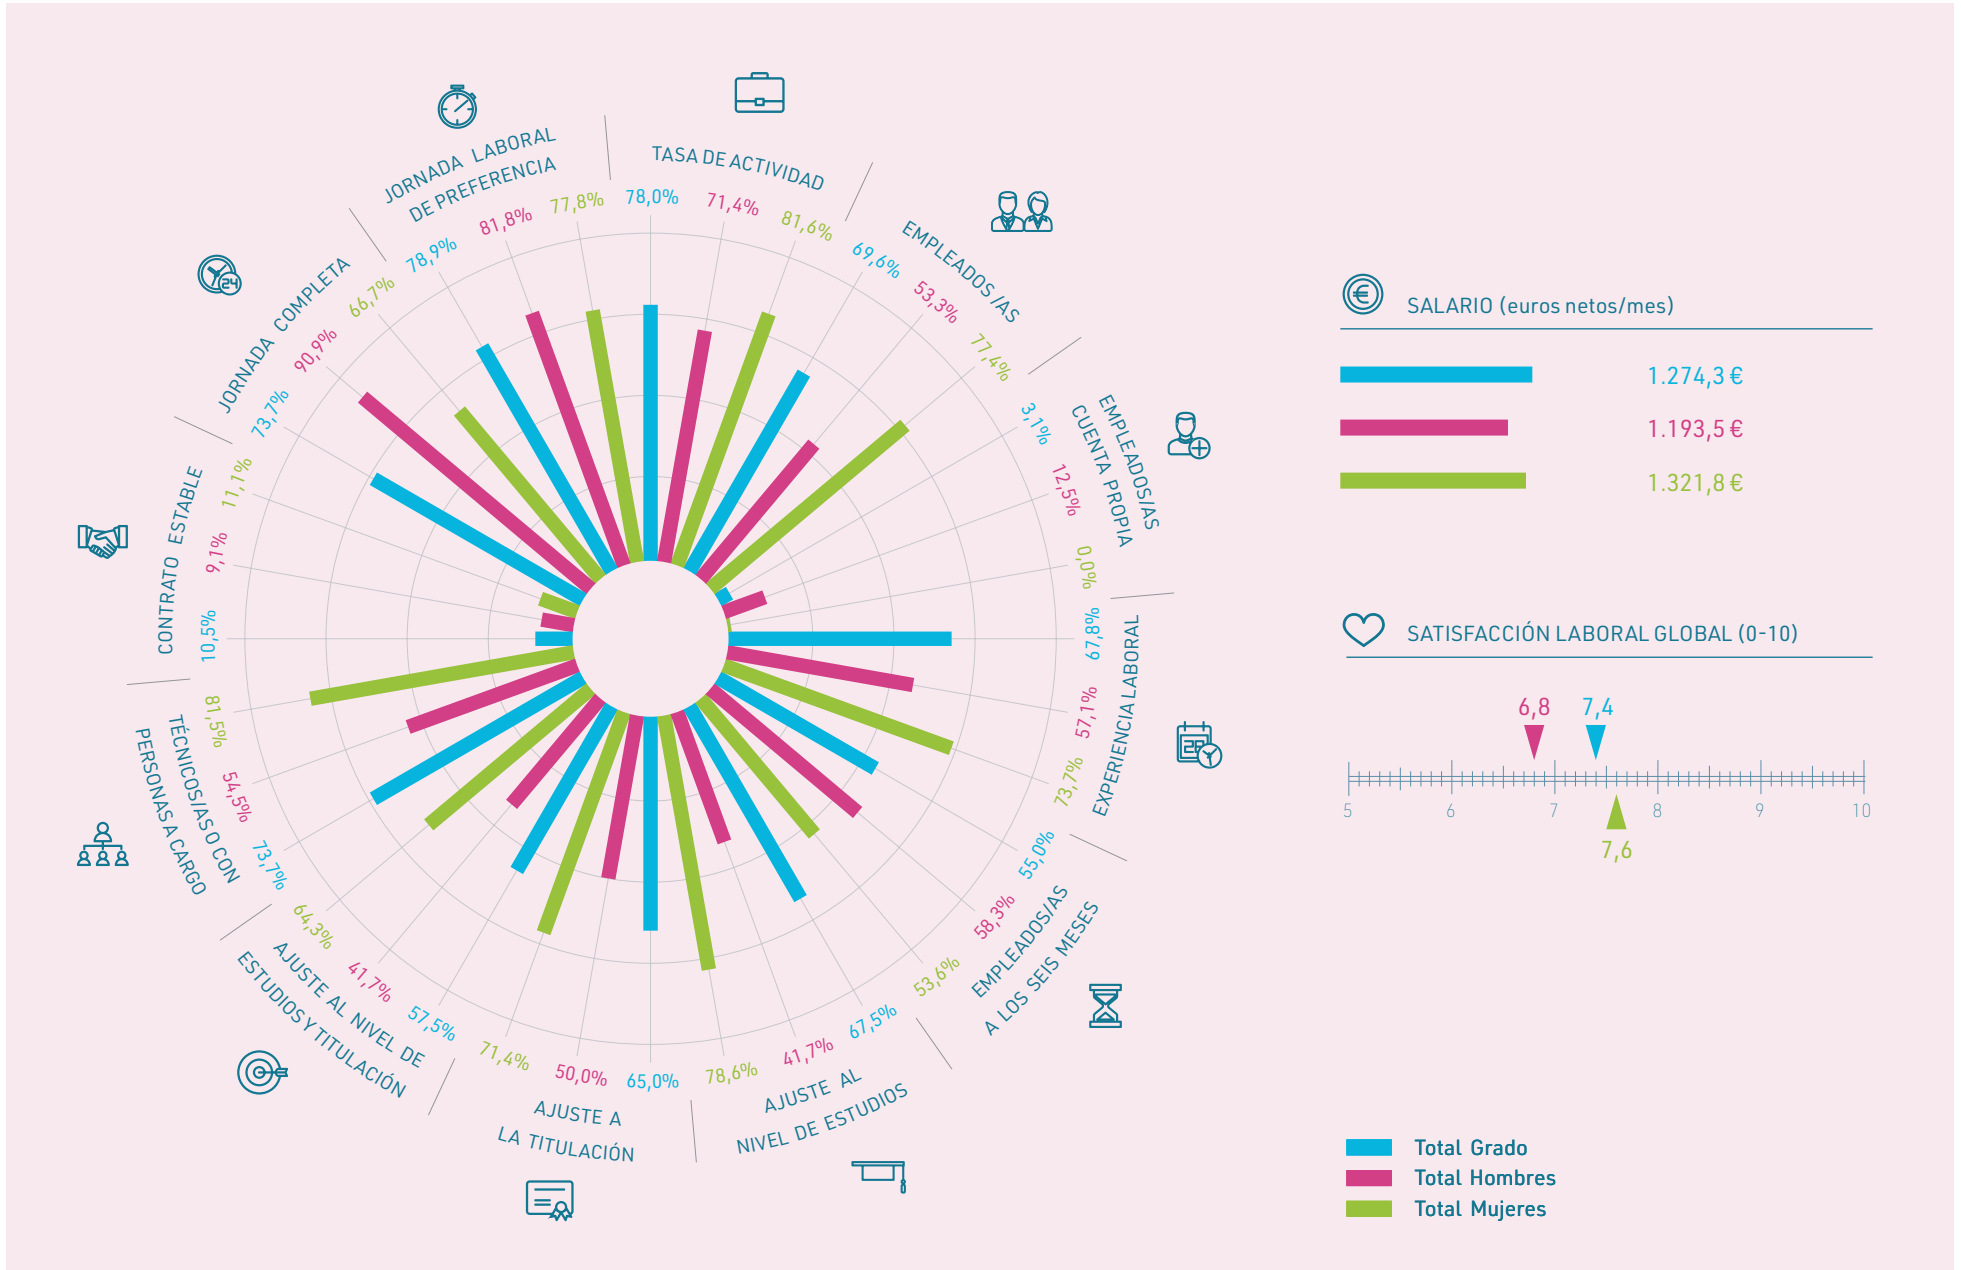 TASA DE ACTIVIDAD
78,0%
71,4%
81,6%
EMPLEADOS /AS
69,6%
53,3%
77,4%
EMPLEADOS/AS
CUENTA PROPIA
3,1%
12,5%
0,0%
EXPERIENCIA LABORAL
67,8%
57,1%
73,7%
EMPLEADOS/AS
A LOS SEIS MESES
55,0%
58,3%
53,6%
AJUSTE AL
NIVEL DE ESTUDIOS
67,5%
41,7%
78,6%
AJUSTE A
LA TITULACIÓN
65,0%
50,0%
71,4%
AJUSTE AL NIVEL DE
ESTUDIOS Y TITULACIÓN
57,5%
41,7%
64,3%
TÉCNICOS/AS O CON
PERSONAS A CARGO
73,7%
54,5%
81,5%
CONTRATO ESTABLE
10,5%
9,1%
11,1%
JORNADA COMPLETA
73,7%
90,9%
66,7%
24
JORNADA LABORAL
DE PREFERENCIA
78,9%
81,8%
77,8%
€
SALARIO (euros netos/mes)
1.274,3 €
1.193,5 €
1.321,8 €
SATISFACCIÓN LABORAL GLOBAL (0-10)
6,8 7,4
5 6 7 8 9 10
7,6
Total Grado
Total Hombres
Total Mujeres